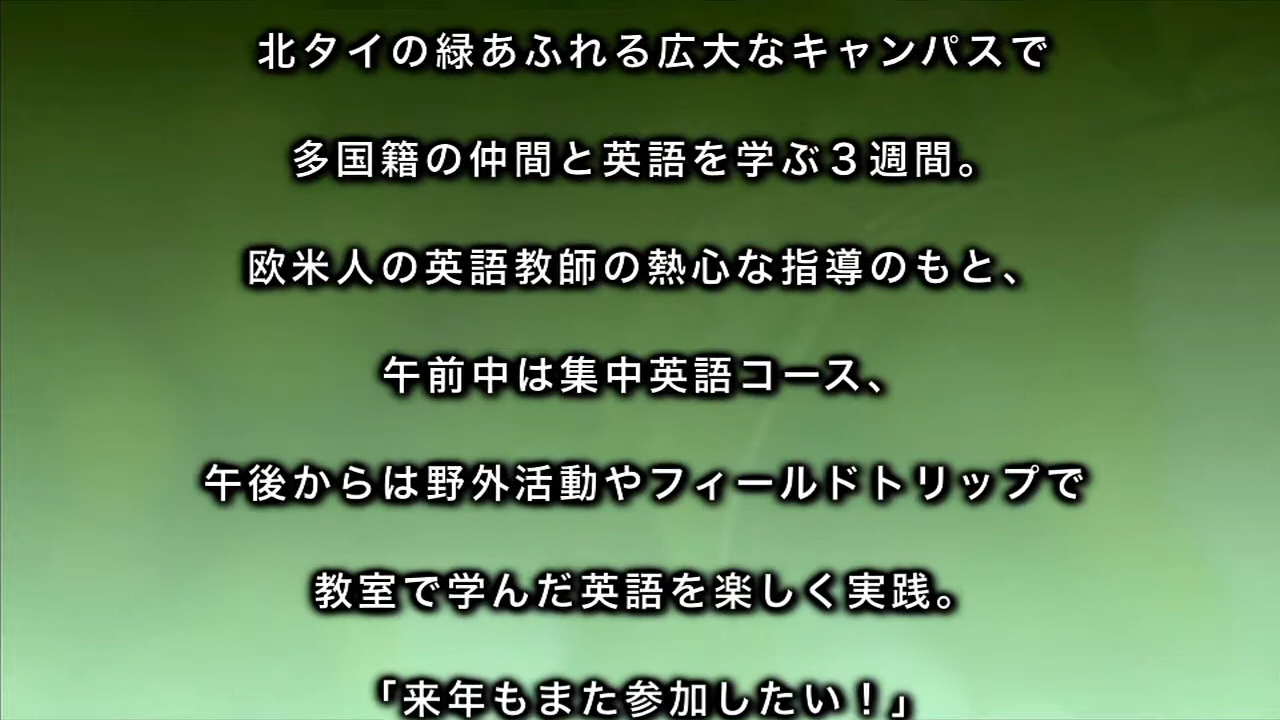 北タイの緑あふれる広大なキャンパスで
多国籍の仲間と英語を学ぶ３週間。
欧米人の英語教師の熱心な指導のもと、
午前中は集中英語コース、
午後からは野外活動やフィールドトリップで
教室で学んだ英語を楽しく実践。
「来年もまた参加したい！」